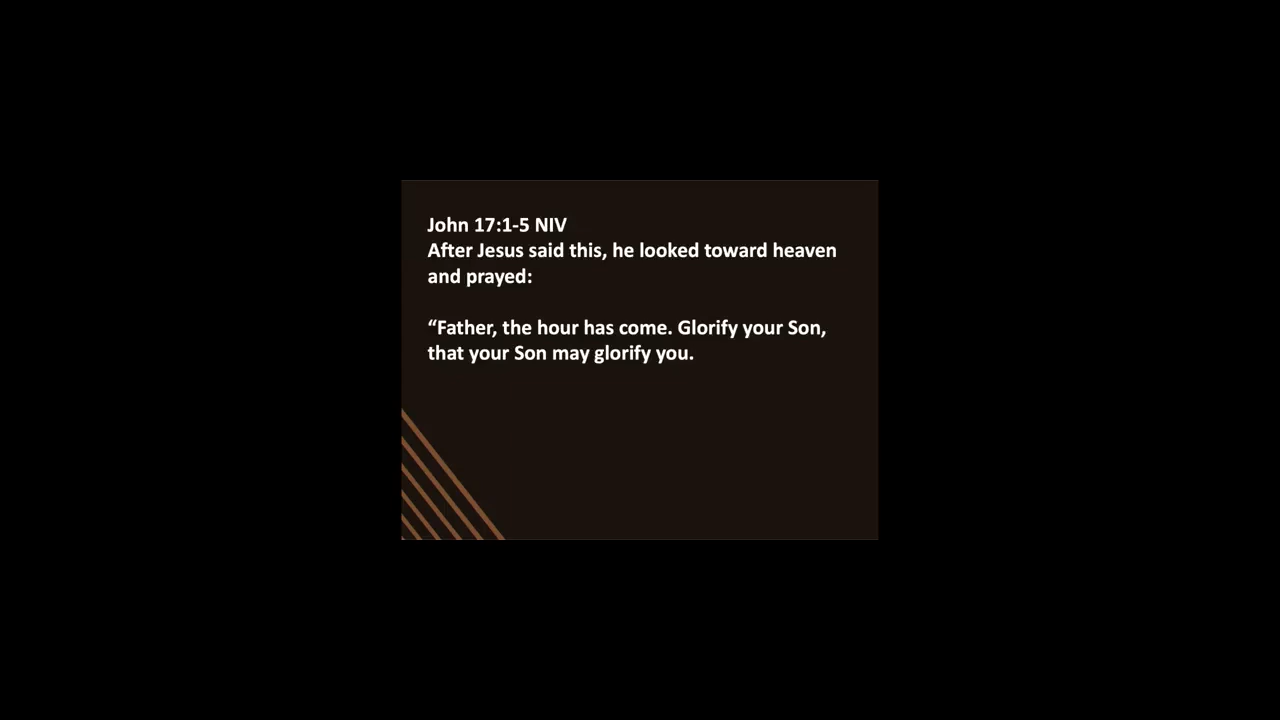 John 17:1-5 NIV
After Jesus said this, he looked toward heaven
and prayed:
“Father, the hour has come. Glorify your Son,
that your Son may glorify you.